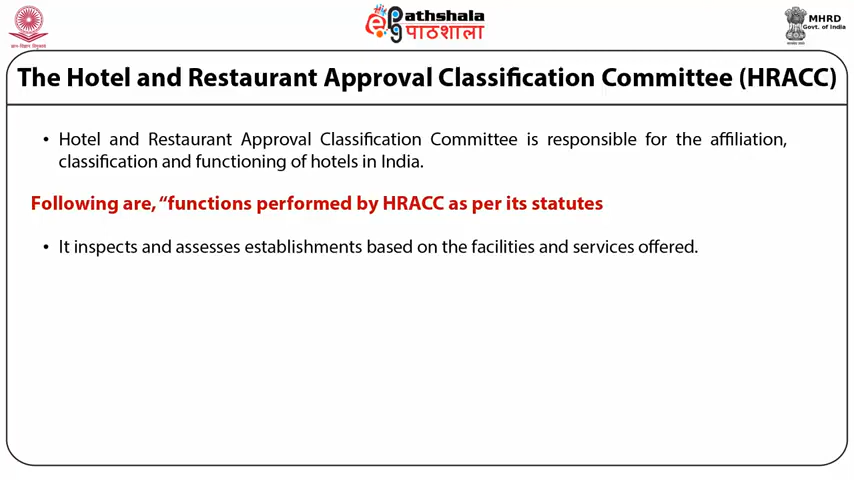 ePathshala
पाठशाला
MHRD
Govt. of India
The Hotel and Restaurant Approval Classification Committee (HRACC)
• Hotel and Restaurant Approval Classification Committee is responsible for the affiliation,
classification and functioning of hotels in India.
Following are, “functions performed by HRACC as per its statutes
• It inspects and assesses establishments based on the facilities and services offered.